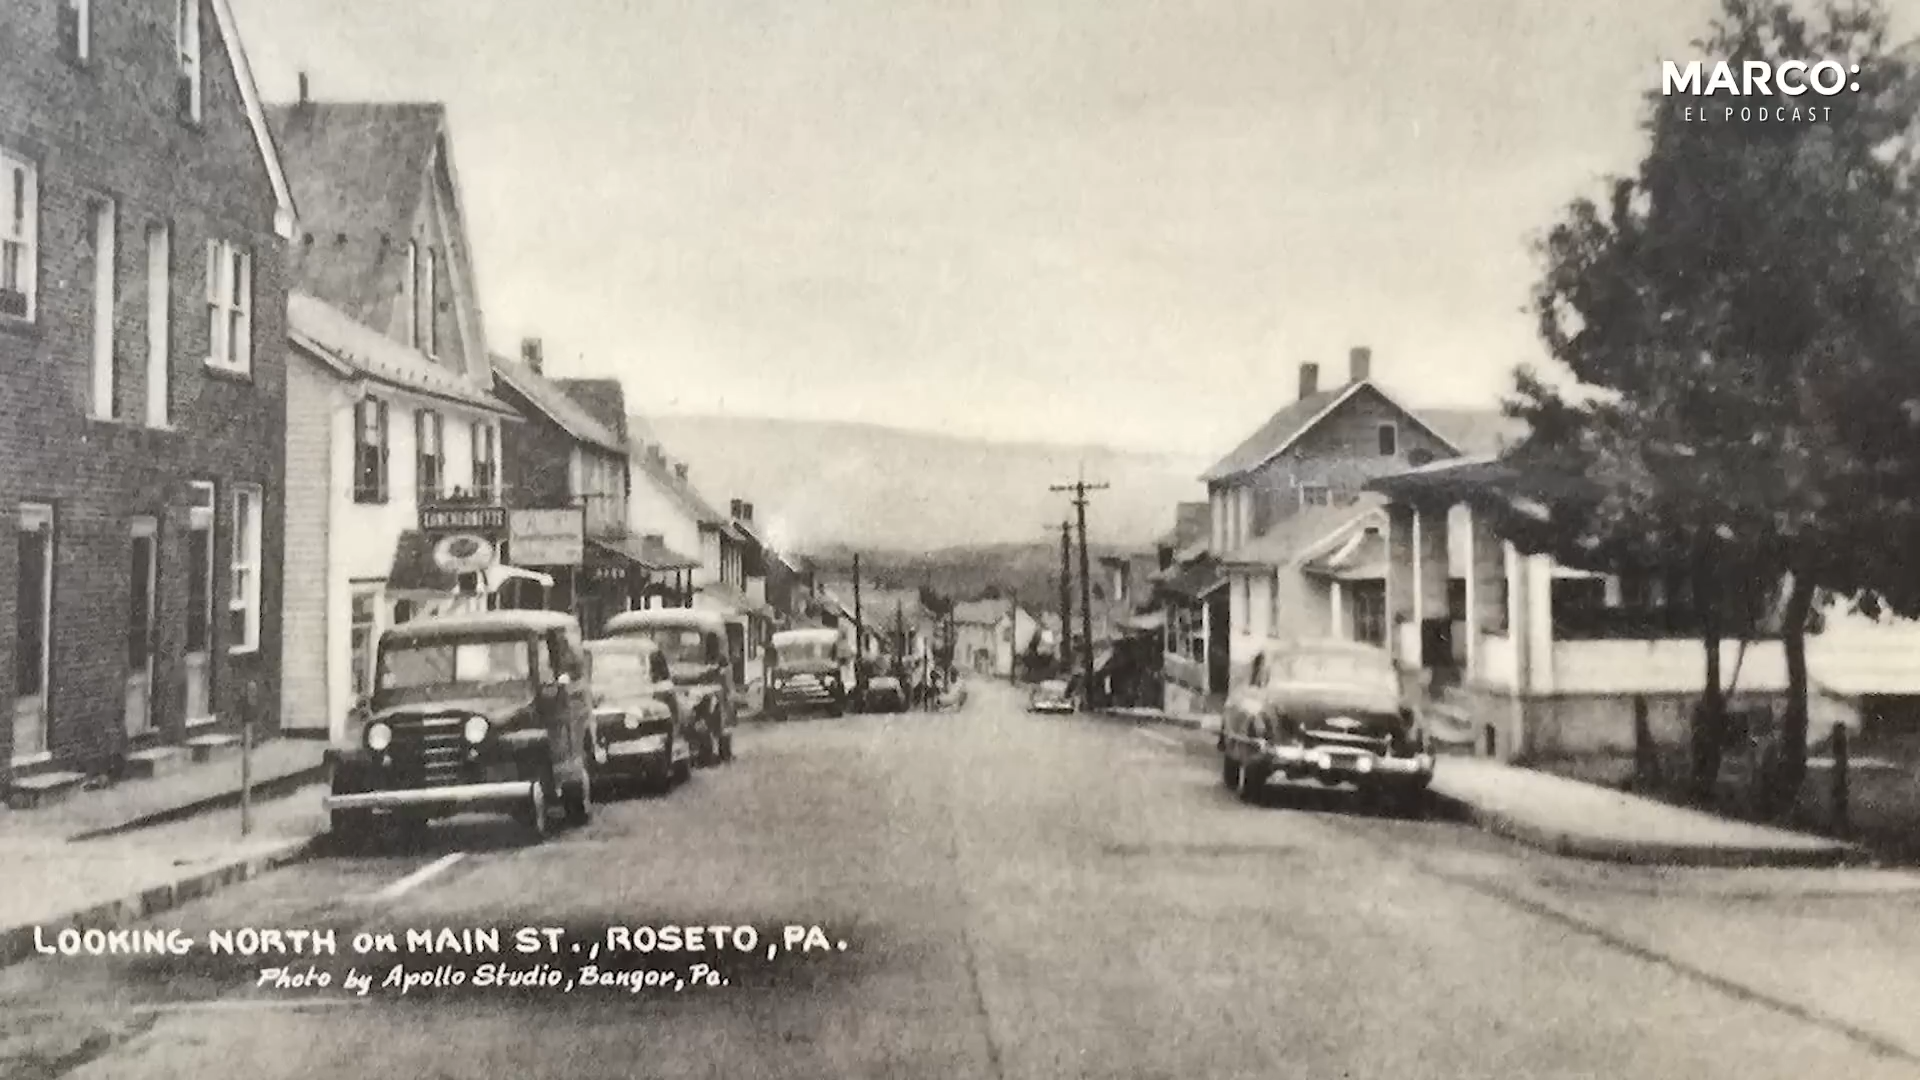 MARCO:
EL PODCAST
LUNCHEONETTE
LOOKING NORTH on MAIN ST., ROSETO, PA.
Photo by Apollo Studio, Bangor, Pa.